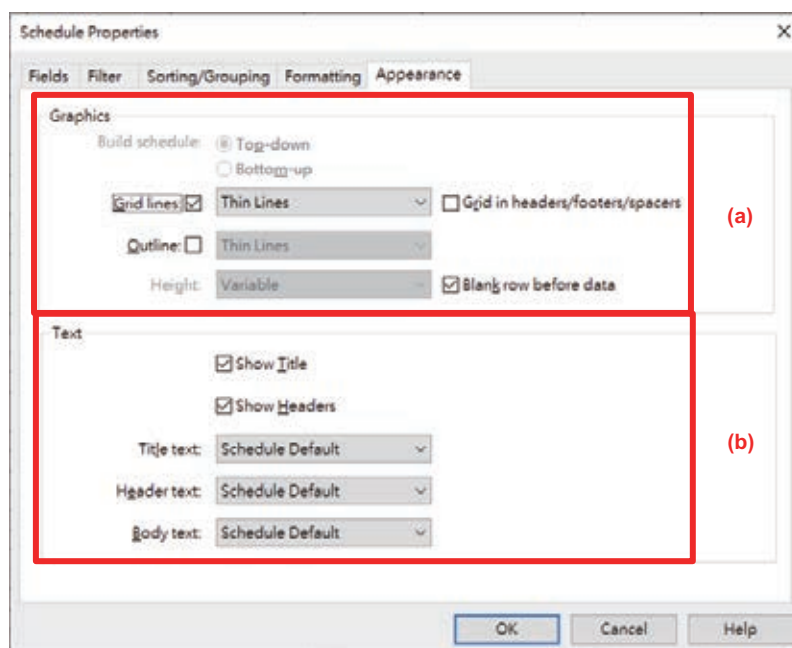 Schedule Properties
Fields Filter Sorting/Grouping Formatting Appearance
Graphics
Build schedule: Top-down
Bottom-up
Grid lines: Thin Lines Grid in headers/footers/spacers
(a)
Outline: Thin Lines
Height: Variable Blank row before data
Text
Show Title
Show Headers
(b)
Title text: Schedule Default
Header text: Schedule Default
Body text: Schedule Default
OK Cancel Help